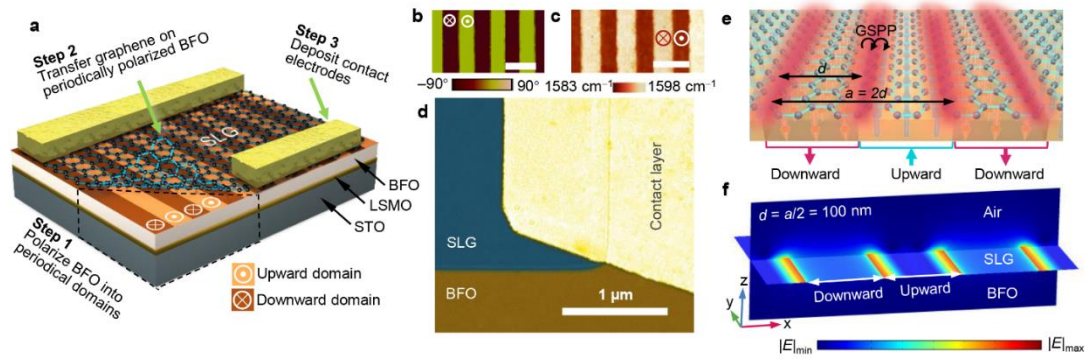 a
Step 2
Transfer graphene on
periodically polarized BFO
Step 3
Deposit contact
electrodes
SLG
BFO
LSMO
STO
Step 1
Polarize BFO into
periodical domains
Upward domain
Downward domain
b
c
–90° 90° 1583 cm⁻¹ 1598 cm⁻¹
d
Contact layer
SLG
BFO
1 μm
e
GSPP
d
a = 2d
Downward Upward Downward
f
d = a/2 = 100 nm
Air
SLG
Downward Upward
BFO
z
y
x
|E|min |E|max